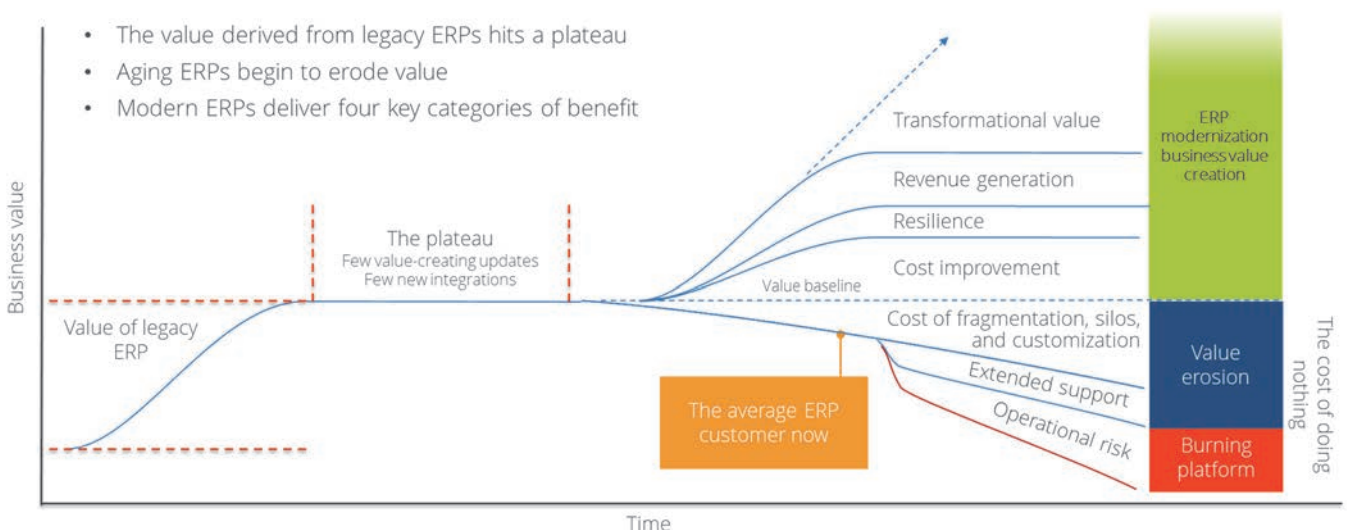 • The value derived from legacy ERPs hits a plateau
• Aging ERPs begin to erode value
• Modern ERPs deliver four key categories of benefit
Business value
Value of legacy
ERP
The plateau
Few value-creating updates
Few new integrations
Transformational value
Revenue generation
Resilience
Cost improvement
Value baseline
Cost of fragmentation, silos,
and customization
Extended support
Operational risk
The average ERP
customer now
ERP
modernization
business value
creation
Value
erosion
Burning
platform
The cost of doing
nothing
Time